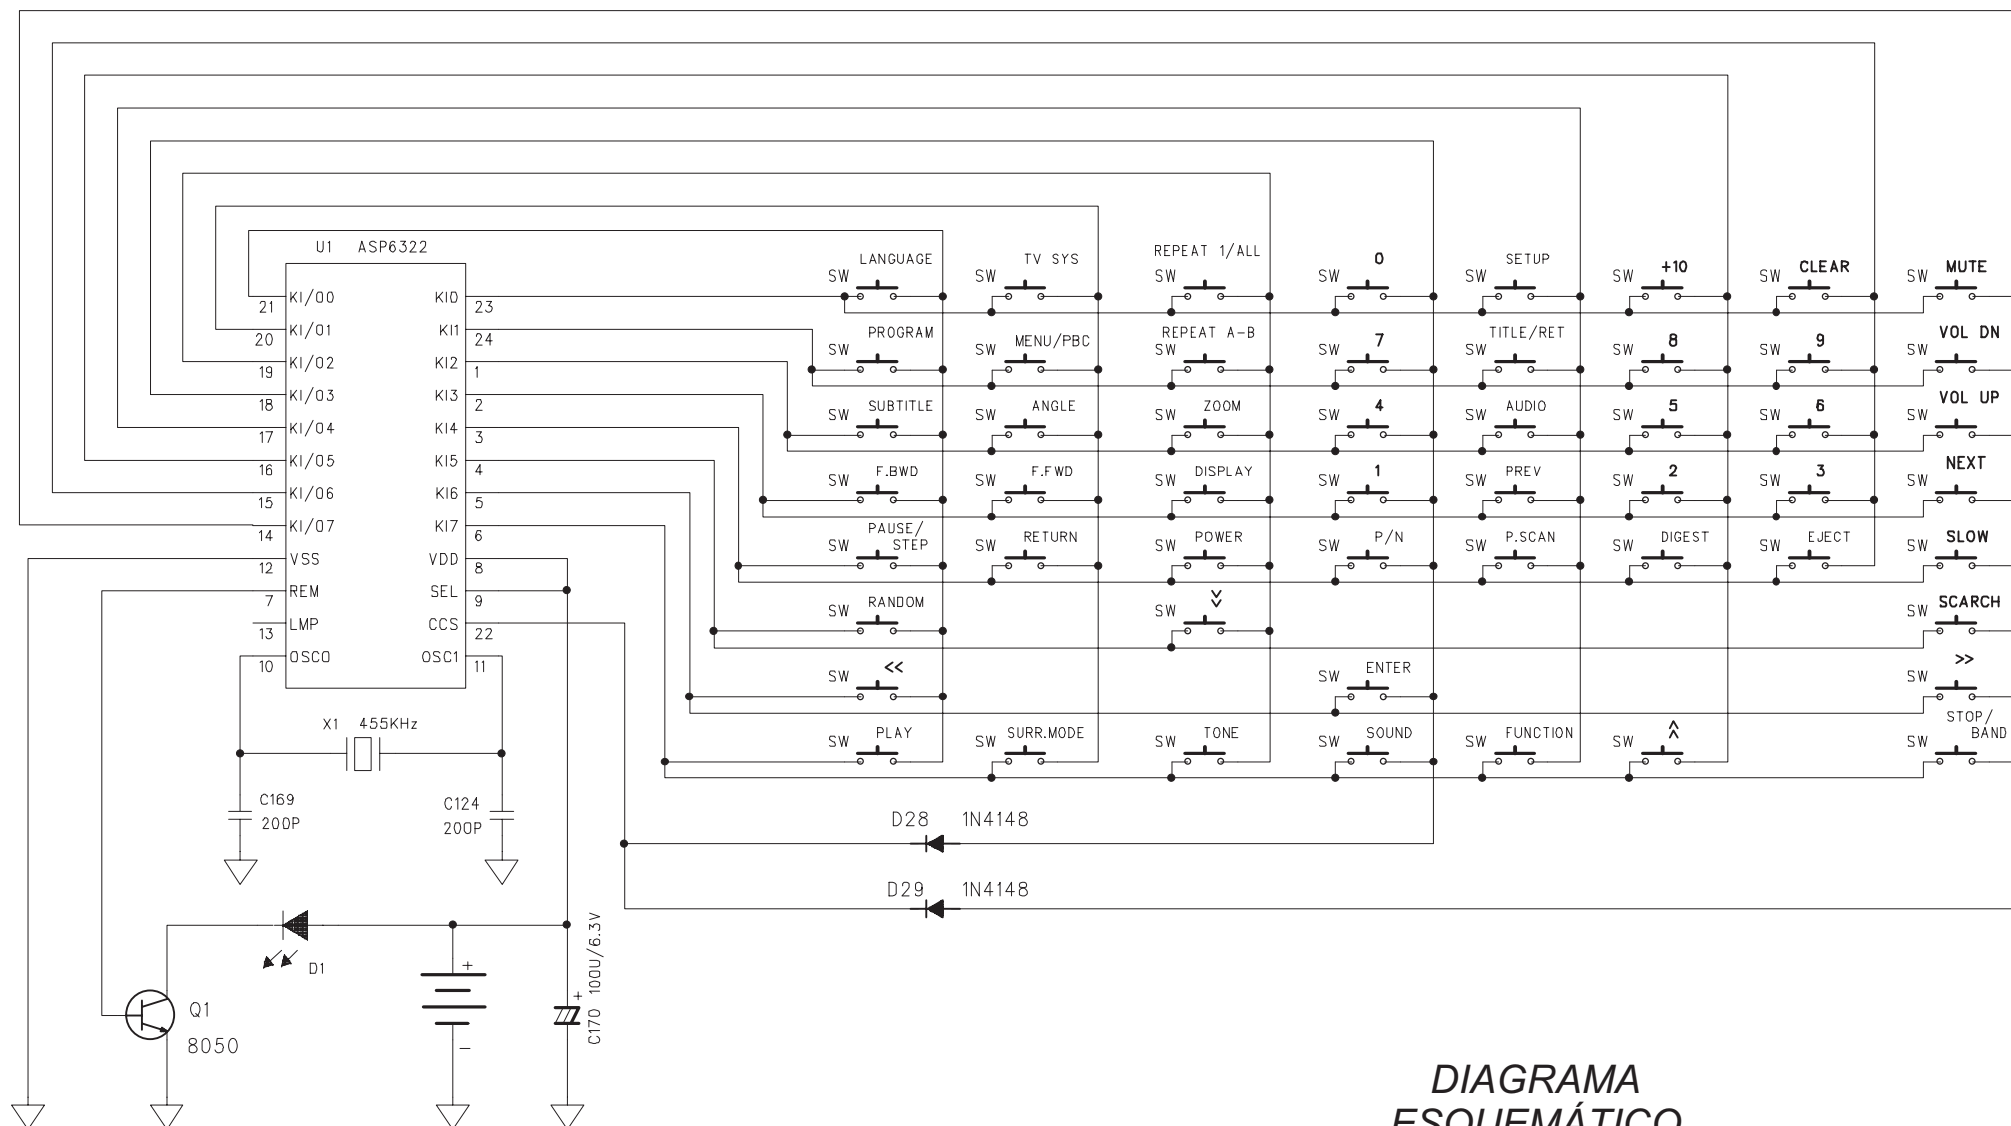 U1 ASP6322
KI/O0 21
KI/O1 20
KI/O2 19
KI/O3 18
KI/O4 17
KI/O5 16
KI/O6 15
KI/O7 14
VSS 12
REM 7
LMP 13
OSCO 10
KI0 23
KI1 24
KI2 1
KI3 2
KI4 3
KI5 4
KI6 5
KI7 6
VDD 8
SEL 9
CCS 22
OSC1 11
X1 455KHz
C169
200P
C124
200P
D1
Q1
8050
+
−
+
C170 100U/6.3V
SW LANGUAGE SW TV SYS SW REPEAT 1/ALL SW 0 SW SETUP SW +10 SW CLEAR SW MUTE
SW PROGRAM SW MENU/PBC SW REPEAT A-B SW 7 SW TITLE/RET SW 8 SW 9 SW VOL DN
SW SUBTITLE SW ANGLE SW ZOOM SW 4 SW AUDIO SW 5 SW 6 SW VOL UP
SW F.BWD SW F.FWD SW DISPLAY SW 1 SW PREV SW 2 SW 3 SW NEXT
SW PAUSE/
STEP SW RETURN SW POWER SW P/N SW P.SCAN SW DIGEST SW EJECT SW SLOW
SW RANDOM SW >> SW SCARCH
SW << SW ENTER SW >>
SW PLAY SW SURR.MODE SW TONE SW SOUND SW FUNCTION SW << SW STOP/
BAND
D28 1N4148
D29 1N4148
DIAGRAMA
ESQUEMÁTICO